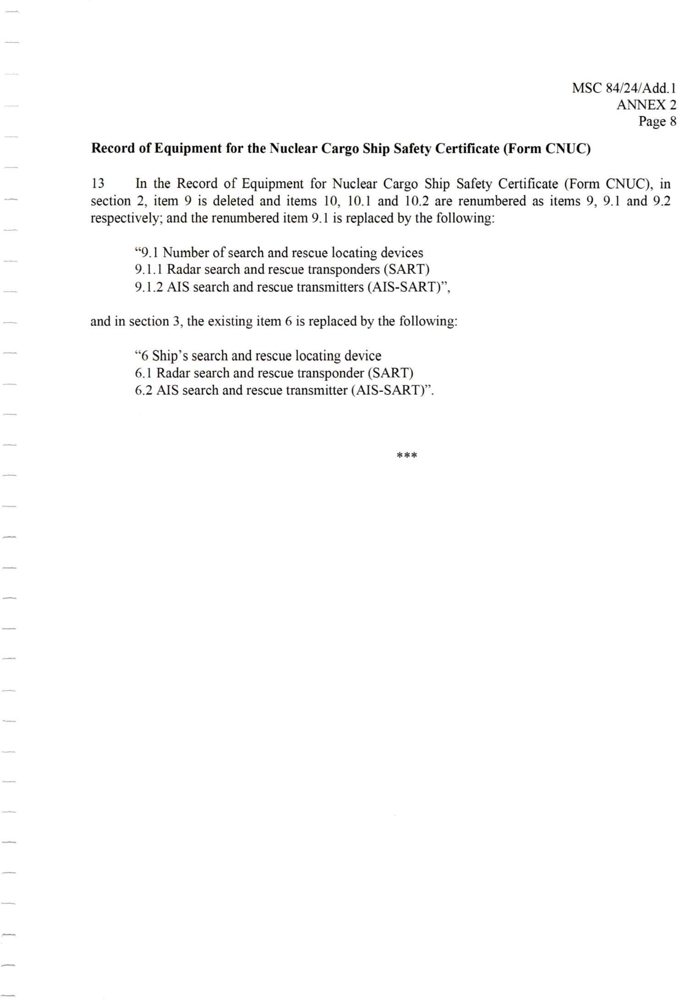 MSC 84/24/Add.1
ANNEX 2
Page 8
Record of Equipment for the Nuclear Cargo Ship Safety Certificate (Form CNUC)
13 In the Record of Equipment for Nuclear Cargo Ship Safety Certificate (Form CNUC), in
section 2, item 9 is deleted and items 10, 10.1 and 10.2 are renumbered as items 9, 9.1 and 9.2
respectively; and the renumbered item 9.1 is replaced by the following:
“9.1 Number of search and rescue locating devices
9.1.1 Radar search and rescue transponders (SART)
9.1.2 AIS search and rescue transmitters (AIS-SART)”,
and in section 3, the existing item 6 is replaced by the following:
“6 Ship’s search and rescue locating device
6.1 Radar search and rescue transponder (SART)
6.2 AIS search and rescue transmitter (AIS-SART)”.
***